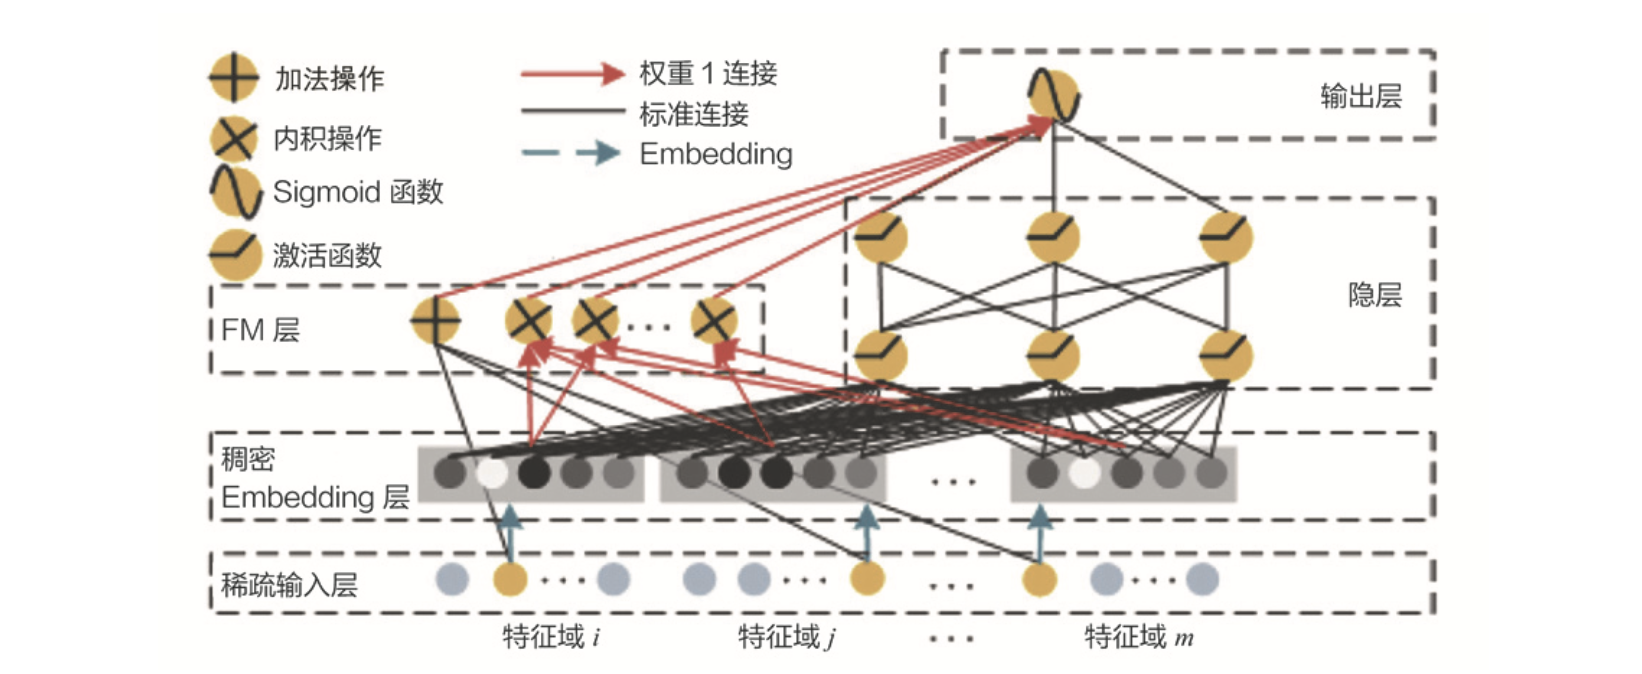 加法操作
内积操作
Sigmoid 函数
激活函数
权重 1 连接
标准连接
Embedding
输出层
隐层
FM 层
...
稠密
Embedding 层
...
稀疏输入层
... ... ... ...
特征域 i 特征域 j ... 特征域 m